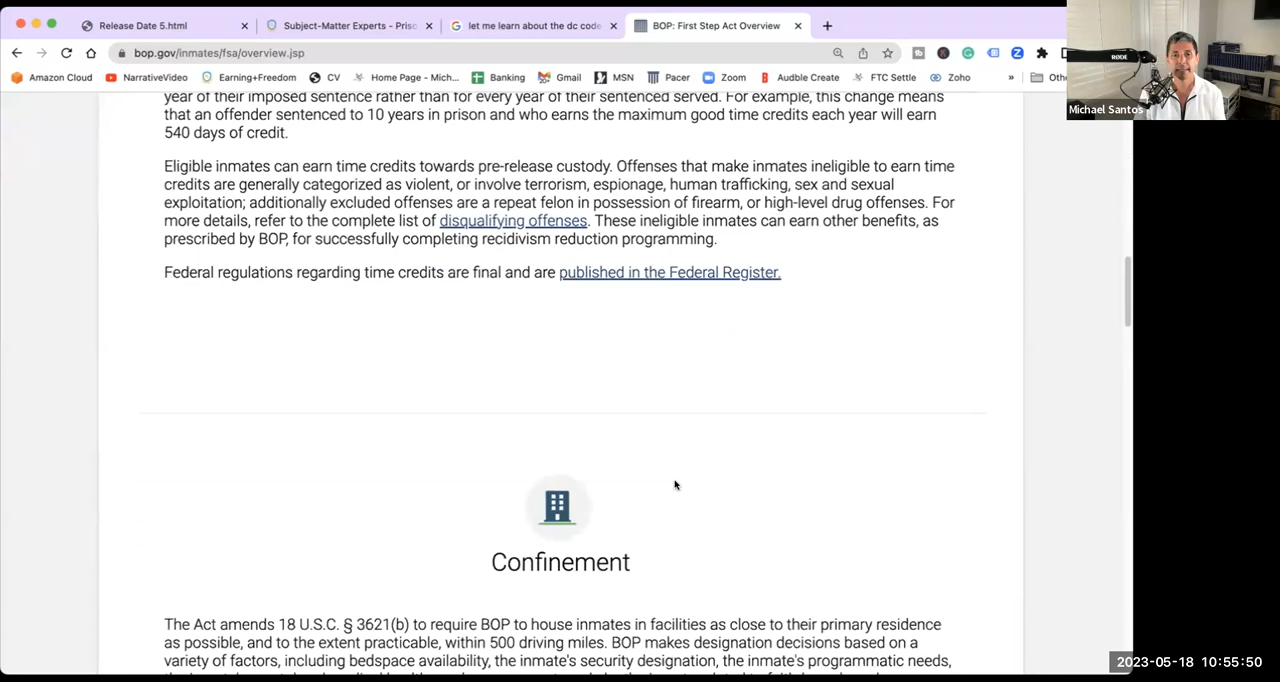 Release Date 5.html
Subject-Matter Experts - Priso
let me learn about the dc code
BOP: First Step Act Overview
bop.gov/inmates/fsa/overview.jsp
Amazon Cloud
NarrativeVideo
Earning+Freedom
CV
Home Page - Mich...
Banking
Gmail
MSN
Pacer
Zoom
Audble Create
FTC Settle
Zoho
»
Oth
RØDE
Michael Santos
year of their imposed sentence rather than for every year of their sentenced served. For example, this change means
that an offender sentenced to 10 years in prison and who earns the maximum good time credits each year will earn
540 days of credit.
Eligible inmates can earn time credits towards pre-release custody. Offenses that make inmates ineligible to earn time
credits are generally categorized as violent, or involve terrorism, espionage, human trafficking, sex and sexual
exploitation; additionally excluded offenses are a repeat felon in possession of firearm, or high-level drug offenses. For
more details, refer to the complete list of disqualifying offenses. These ineligible inmates can earn other benefits, as
prescribed by BOP, for successfully completing recidivism reduction programming.
Federal regulations regarding time credits are final and are published in the Federal Register.
Confinement
The Act amends 18 U.S.C. § 3621(b) to require BOP to house inmates in facilities as close to their primary residence
as possible, and to the extent practicable, within 500 driving miles. BOP makes designation decisions based on a
variety of factors, including bedspace availability, the inmate's security designation, the inmate's programmatic needs,
2023-05-18 10:55:50